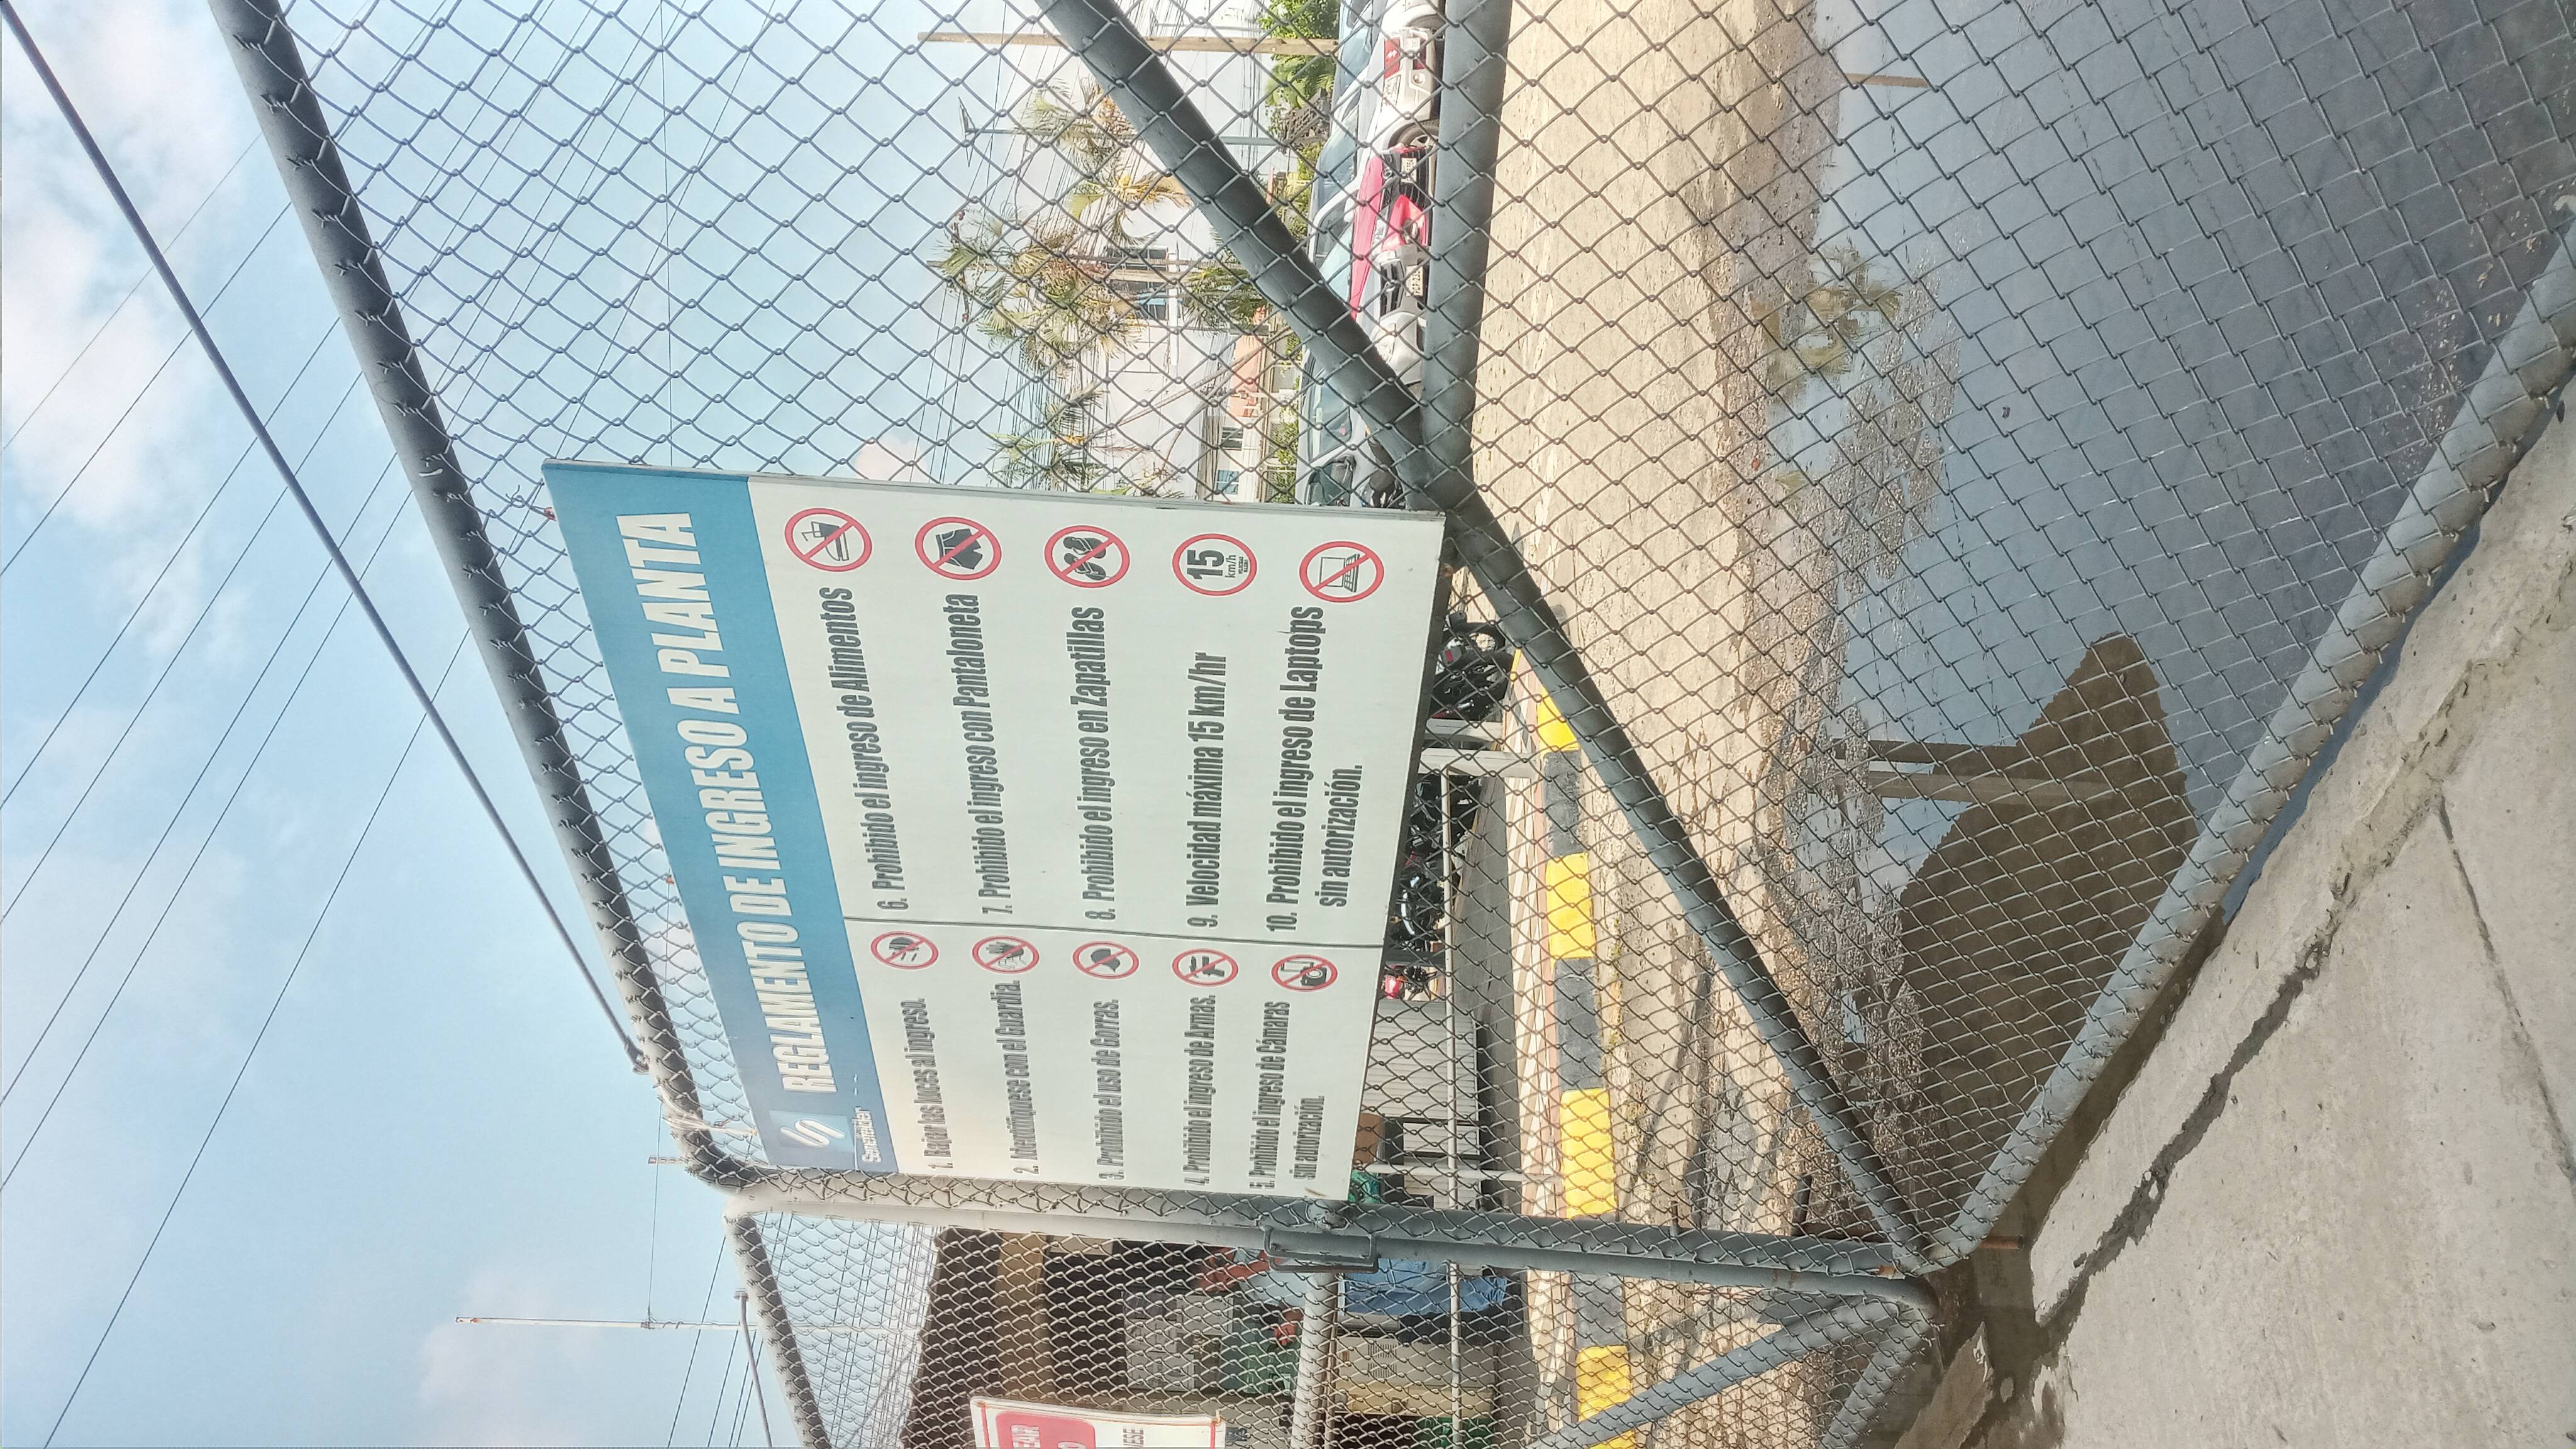 REGLAMENTO DE INGRESO A PLANTA
1. Bajar las luces al ingreso.
2. Identifíquese con el Guardia.
3. Prohibido el uso de Gorras.
4. Prohibido el ingreso de Armas.
5. Prohibido el ingreso de Cámaras
sin autorización.
6. Prohibido el ingreso de Alimentos
7. Prohibido el ingreso con Pantaloneta
8. Prohibido el ingreso en Zapatillas
9. Velocidad máxima 15 km/hr
15
km/h
10. Prohibido el ingreso de Laptops
sin autorización.